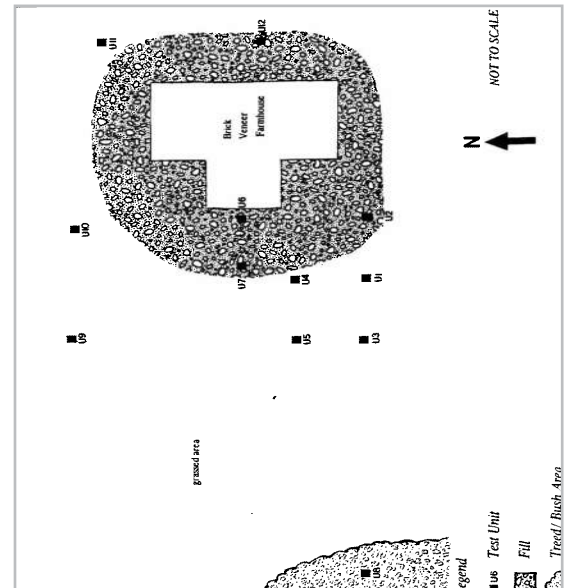 U11
U12
NOT TO SCALE
Brick
Veneer
Farmhouse
N
U10
U6
U2
U7
U4
U1
U9
U5
U3
grassed area
U8
egend
U6 Test Unit
Fill
Treed/ Bush Area